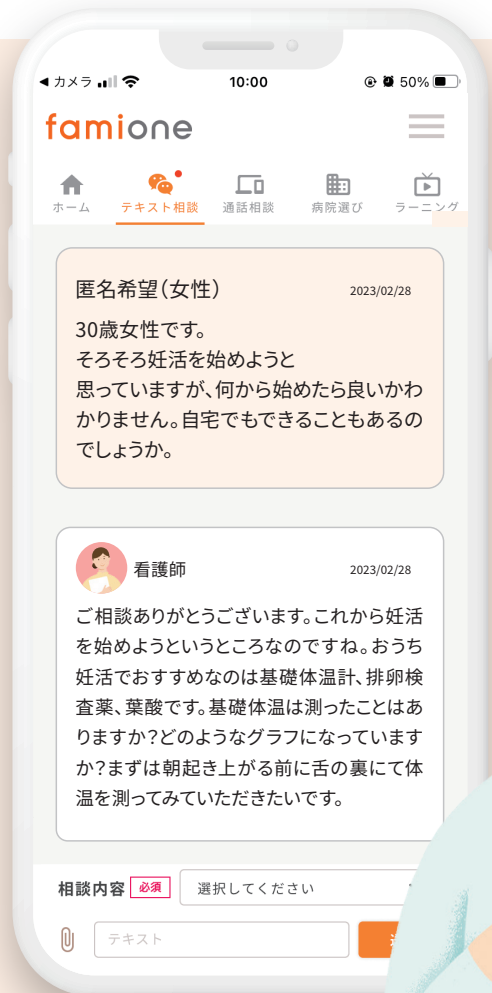 ◀ カメラ
10:00
50%
famione
ホーム
テキスト相談
通話相談
病院選び
ラーニング
匿名希望（女性）
2023/02/28
30歳女性です。
そろそろ妊活を始めようと
思っていますが、何から始めたら良いかわ
かりません。自宅でもできることもあるの
でしょうか。
看護師
2023/02/28
ご相談ありがとうございます。これから妊活
を始めようというところなのですね。おうち
妊活でおすすめなのは基礎体温計、排卵検
査薬、葉酸です。基礎体温は測ったことはあ
りますか?どのようなグラフになっています
か?まずは朝起き上がる前に舌の裏にて体
温を測ってみていただきたいです。
相談内容 必須 選択してください
テキスト